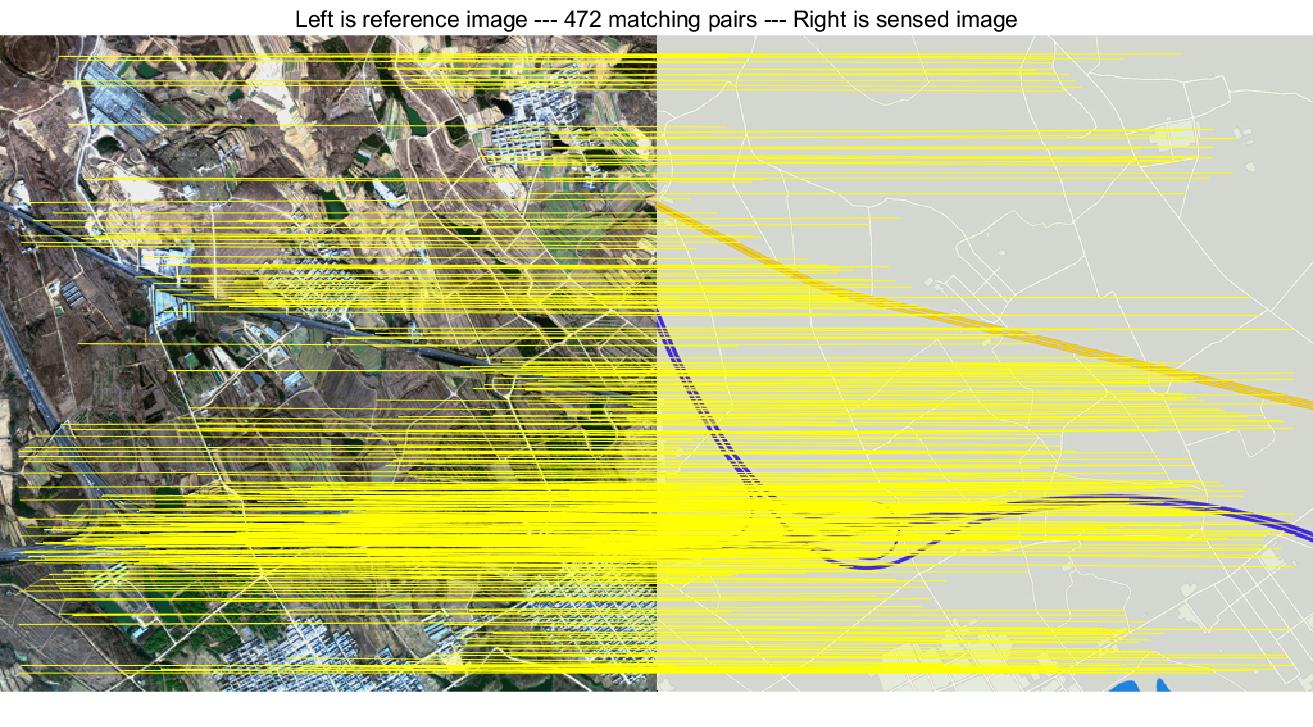 Left is reference image --- 472 matching pairs --- Right is sensed image